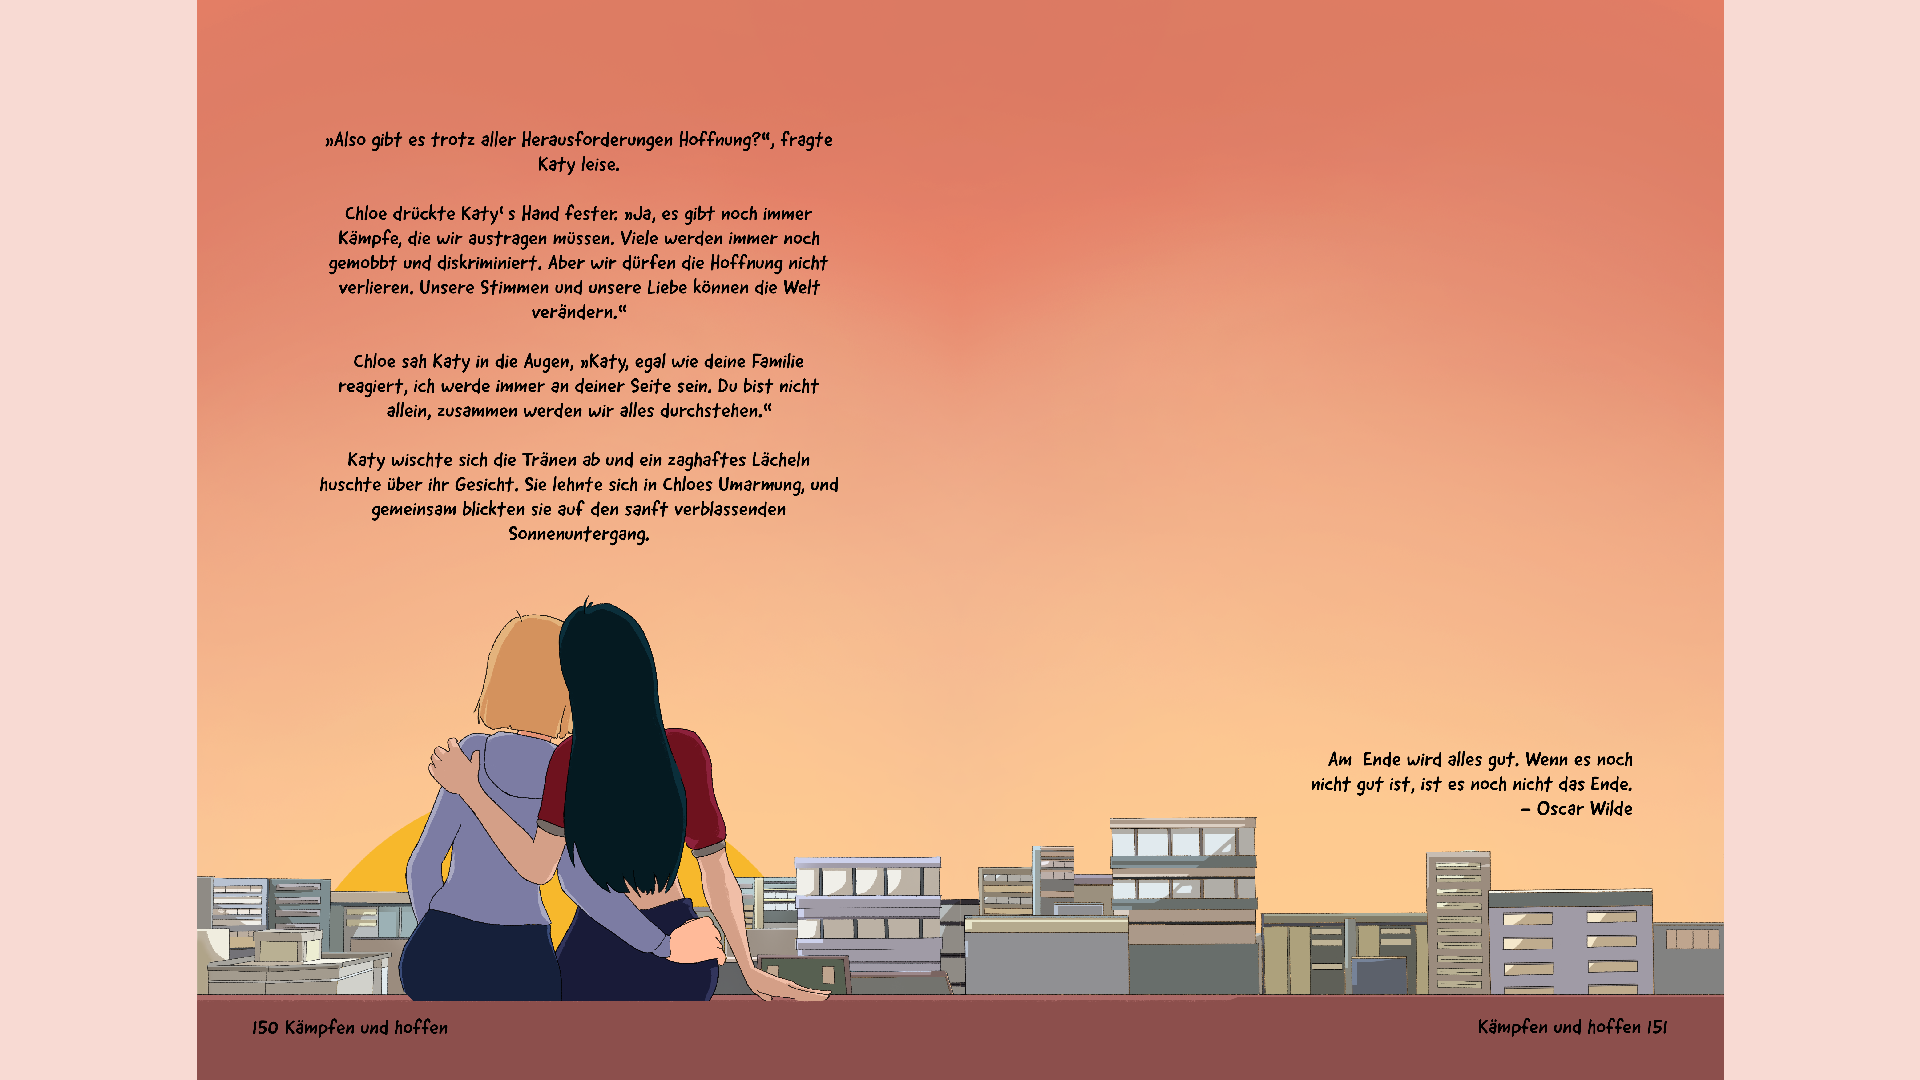 »Also gibt es trotz aller Herausforderungen Hoffnung?“, fragte
Katy leise.
Chloe drückte Katy‘ s Hand fester. »Ja, es gibt noch immer
Kämpfe, die wir austragen müssen. Viele werden immer noch
gemobbt und diskriminiert. Aber wir dürfen die Hoffnung nicht
verlieren. Unsere Stimmen und unsere Liebe können die Welt
verändern.“
Chloe sah Katy in die Augen, »Katy, egal wie deine Familie
reagiert, ich werde immer an deiner Seite sein. Du bist nicht
allein, zusammen werden wir alles durchstehen.“
Katy wischte sich die Tränen ab und ein zaghaftes Lächeln
huschte über ihr Gesicht. Sie lehnte sich in Chloes Umarmung, und
gemeinsam blickten sie auf den sanft verblassenden
Sonnenuntergang.
Am  Ende wird alles gut. Wenn es noch
nicht gut ist, ist es noch nicht das Ende.
– Oscar Wilde
150 Kämpfen und hoffen
Kämpfen und hoffen 151